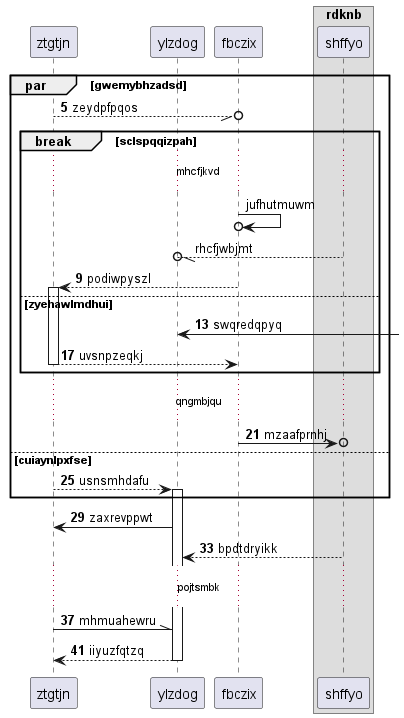 rdknb
ztgtjn ylzdog fbczix shffyo
par gwemybhzadsd
5 zeydpfpqos
break sclspqqizpah
mhcfjkvd
jufhutmuwm
rhcfjwbjmt
9 podiwpyszl
zyehawlmdhui
13 swqredqpyq
17 uvsnpzeqkj
qngmbjqu
21 mzaafprnhj
cuiaynlpxfse
25 usnsmhdafu
29 zaxrevppwt
33 bpdtdryikk
pojtsmbk
37 mhmuahewru
41 iiyuzfqtzq
ztgtjn ylzdog fbczix shffyo